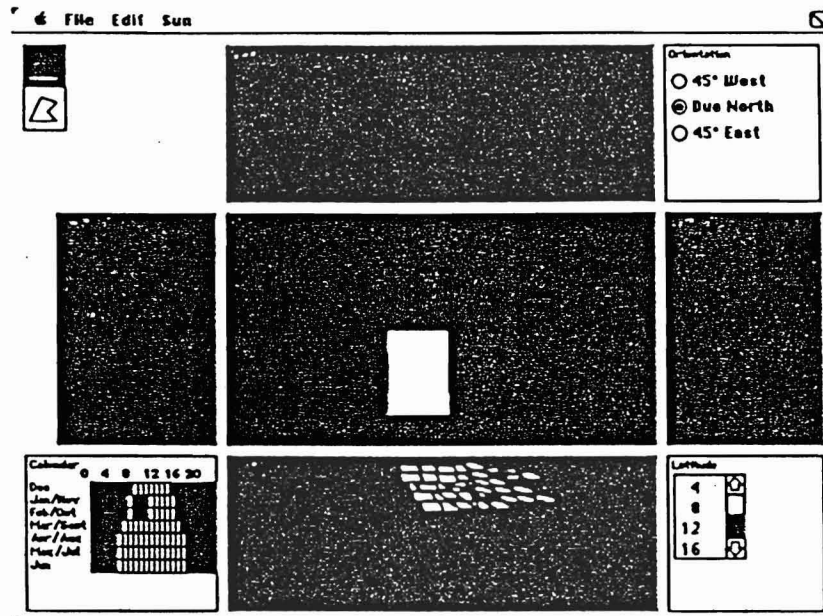 File Edit Sun
Orientation
45° West
Due North
45° East
Calendar
0 4 8 12 16 20
Dec
Jan/Nov
Feb/Oct
Mar/Sept
Apr/Aug
May/Jul
Jun
Latitude
4
8
12
16